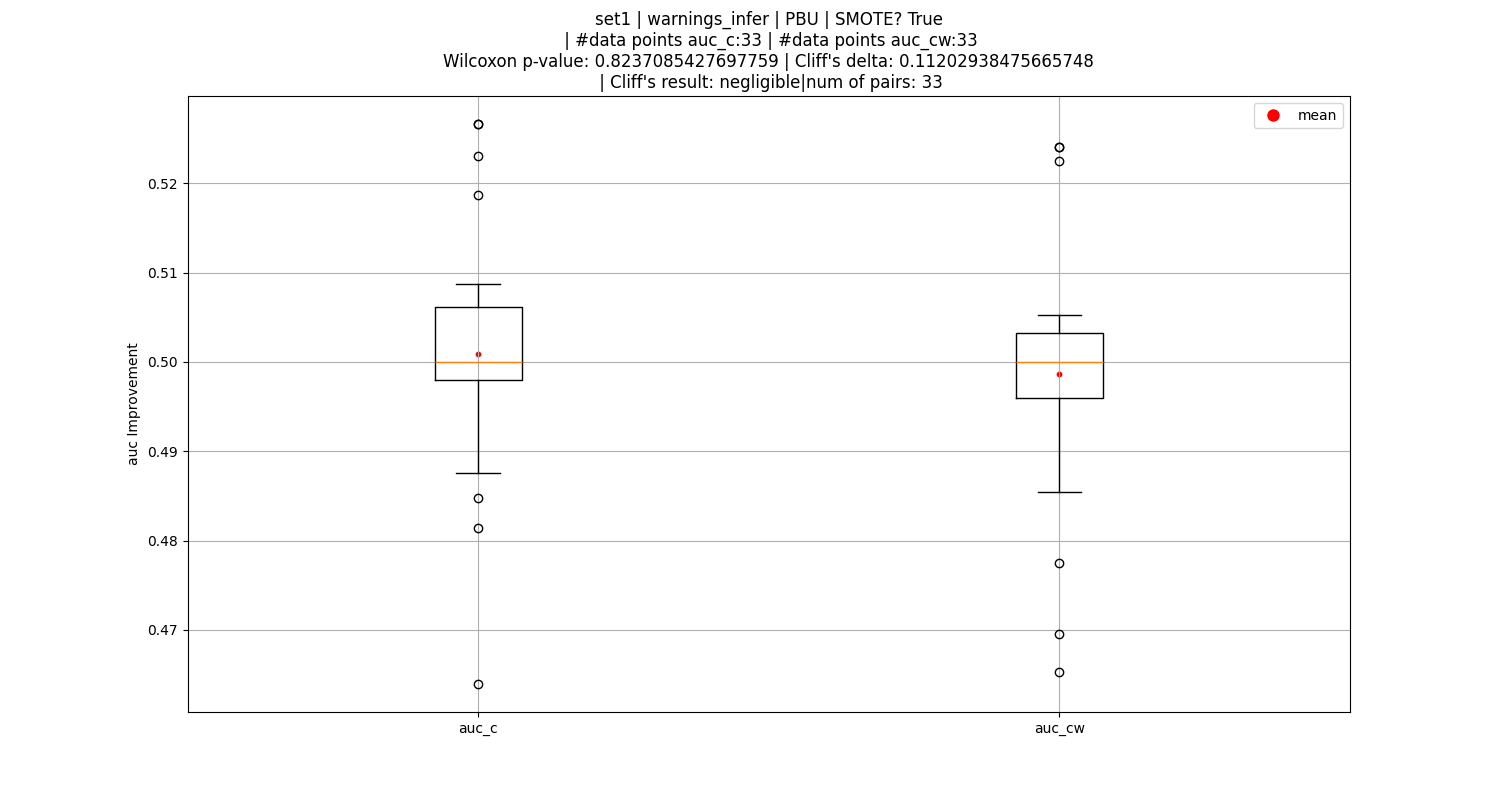 set1 | warnings_infer | PBU | SMOTE? True
| #data points auc_c:33 | #data points auc_cw:33
Wilcoxon p-value: 0.8237085427697759 | Cliff's delta: 0.11202938475665748
| Cliff's result: negligible|num of pairs: 33
mean
0.52
0.51
0.50
0.49
0.48
0.47
auc Improvement
auc_c
auc_cw